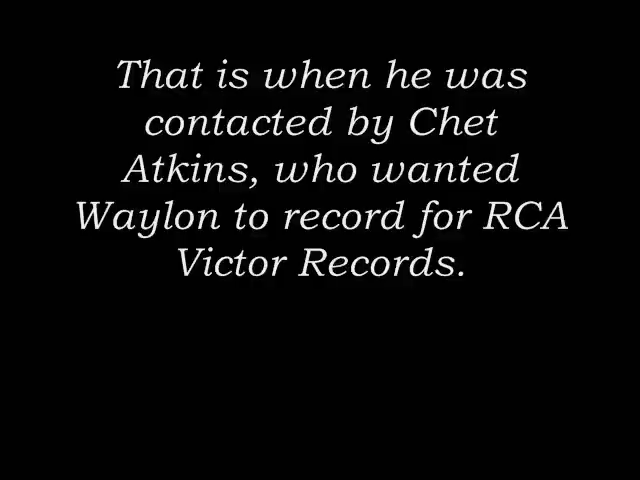 That is when he was
contacted by Chet
Atkins, who wanted
Waylon to record for RCA
Victor Records.